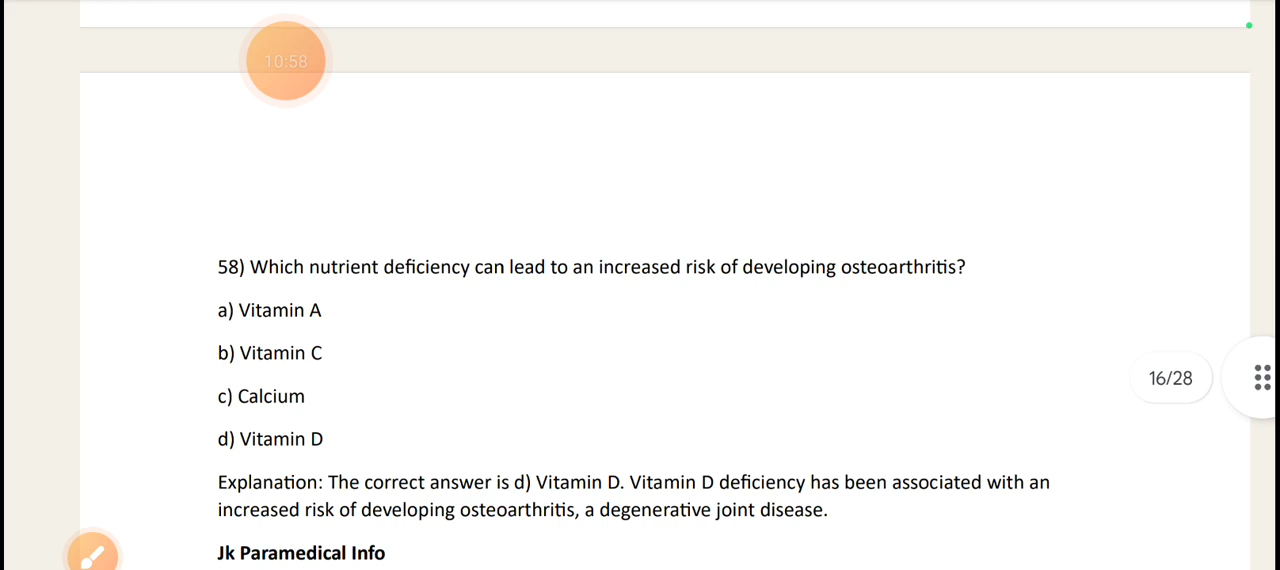 10:58
58) Which nutrient deficiency can lead to an increased risk of developing osteoarthritis?
a) Vitamin A
b) Vitamin C
c) Calcium
16/28
d) Vitamin D
Explanation: The correct answer is d) Vitamin D. Vitamin D deficiency has been associated with an
increased risk of developing osteoarthritis, a degenerative joint disease.
Jk Paramedical Info